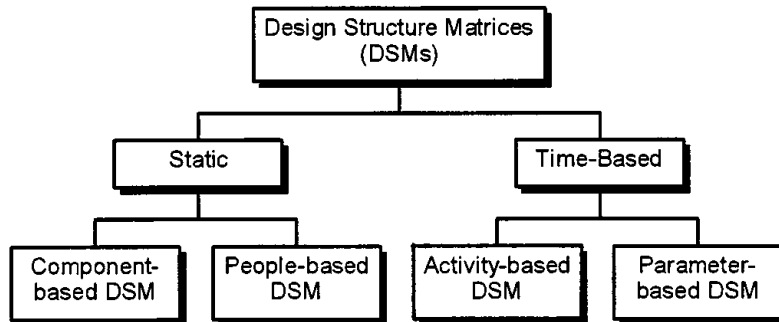 Design Structure Matrices
(DSMs)
Static
Time-Based
Component-
based DSM
People-based
DSM
Activity-based
DSM
Parameter-
based DSM